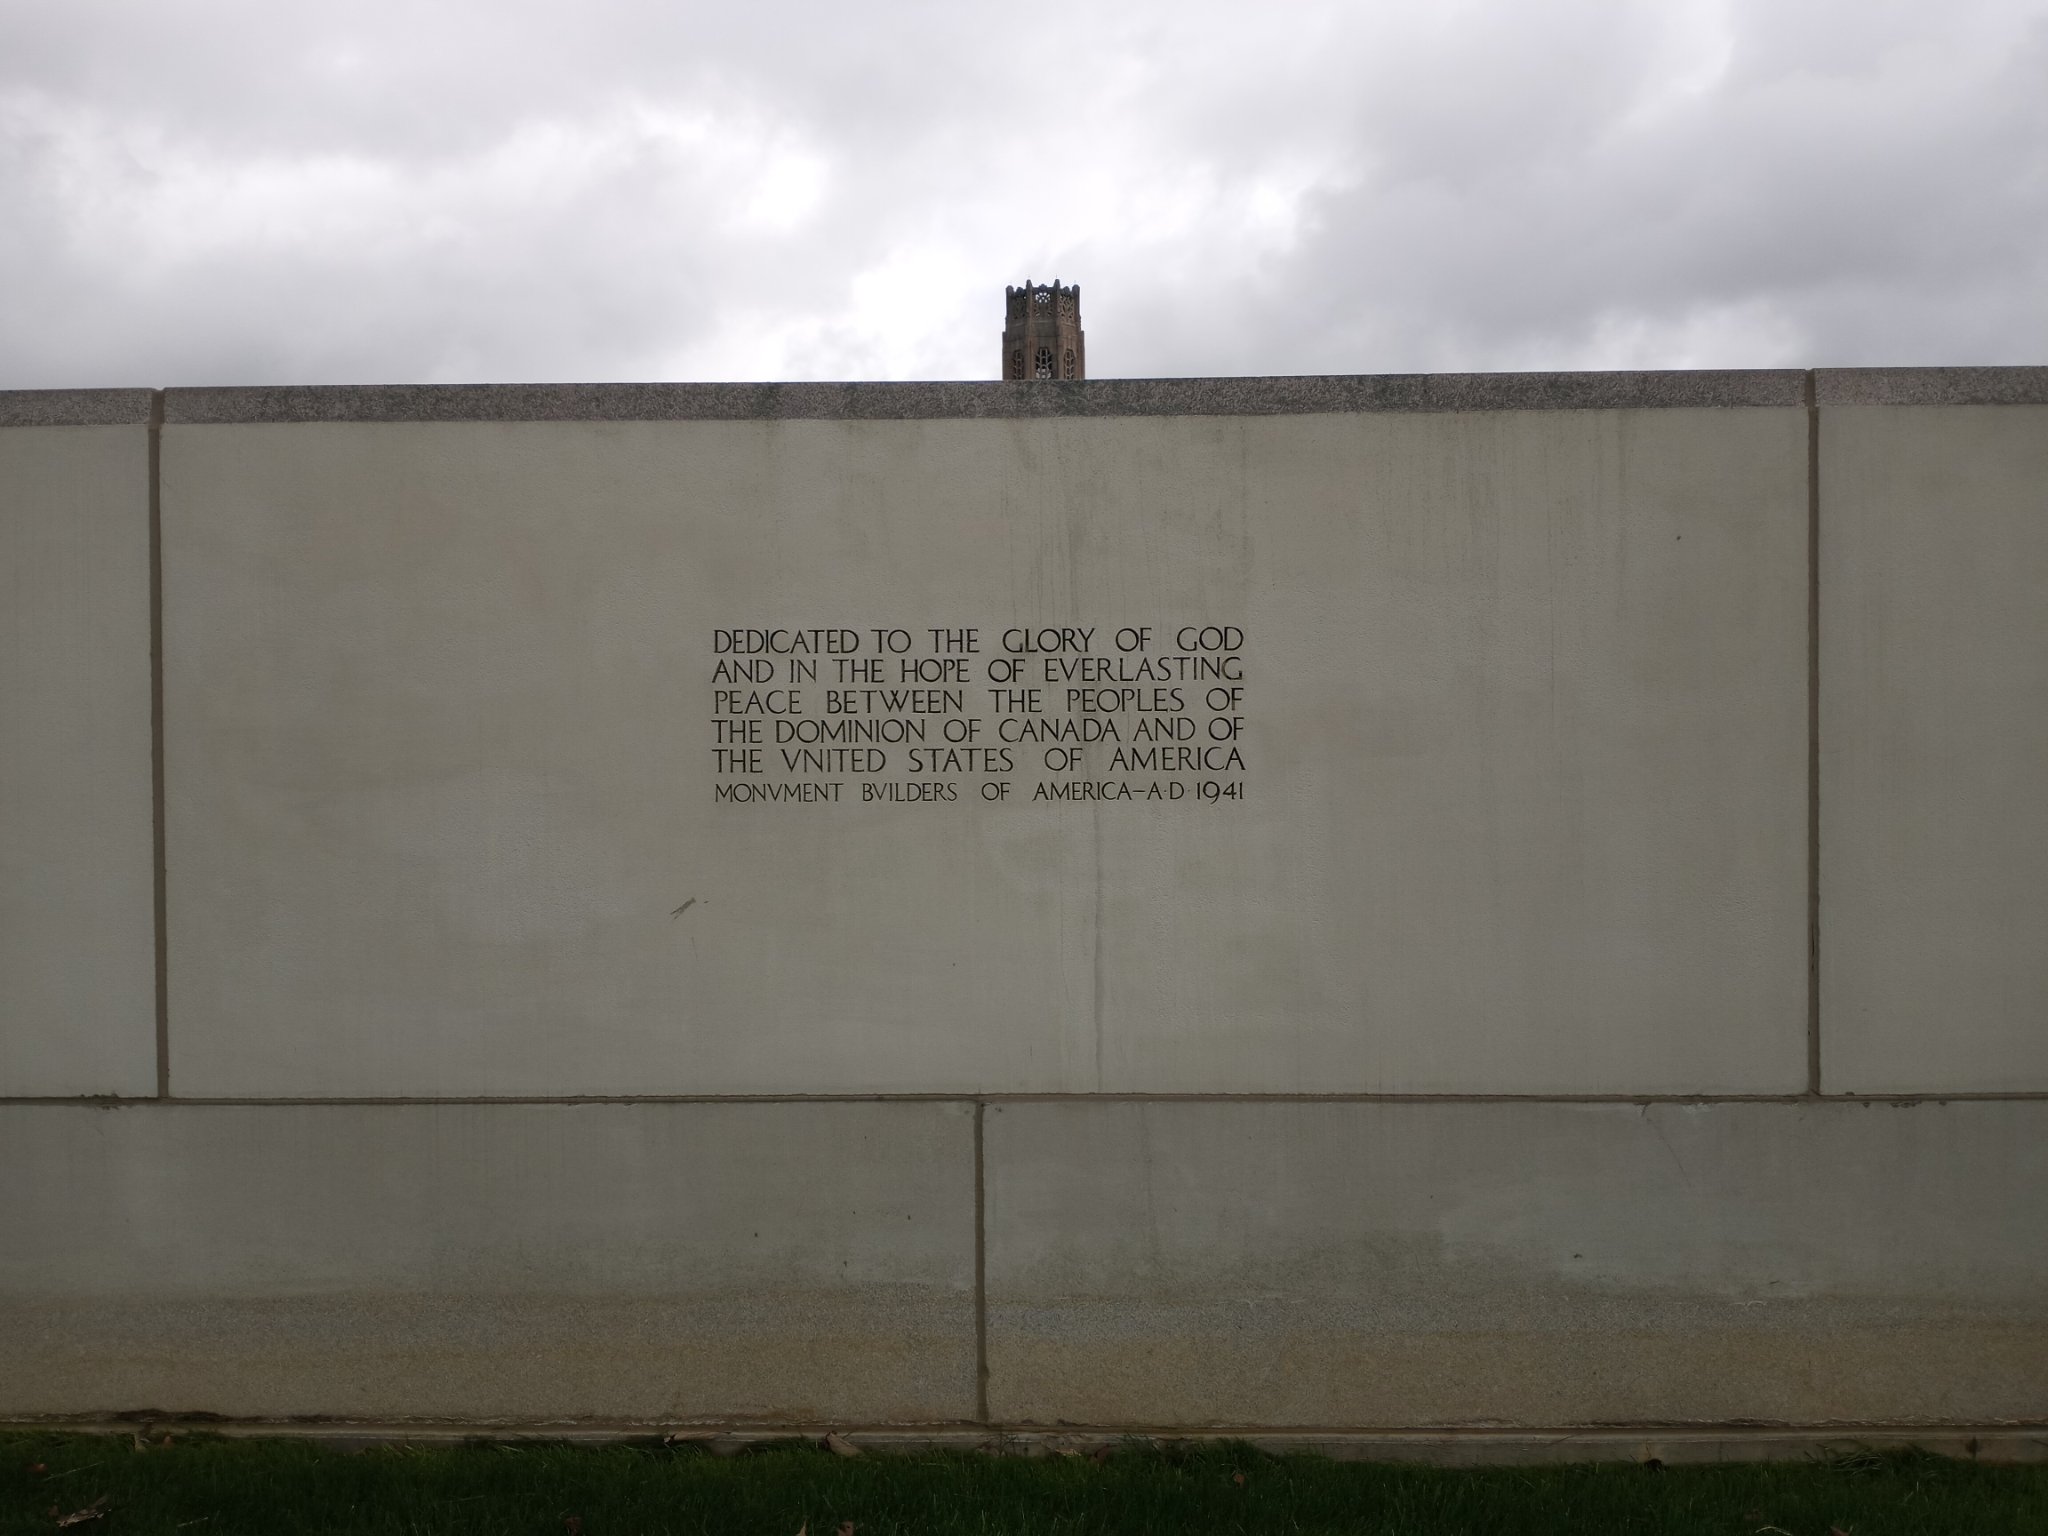 DEDICATED TO THE GLORY OF GOD
AND IN THE HOPE OF EVERLASTING
PEACE BETWEEN THE PEOPLES OF
THE DOMINION OF CANADA AND OF
THE VNITED STATES OF AMERICA
MONVMENT BVILDERS OF AMERICA–A·D·1941